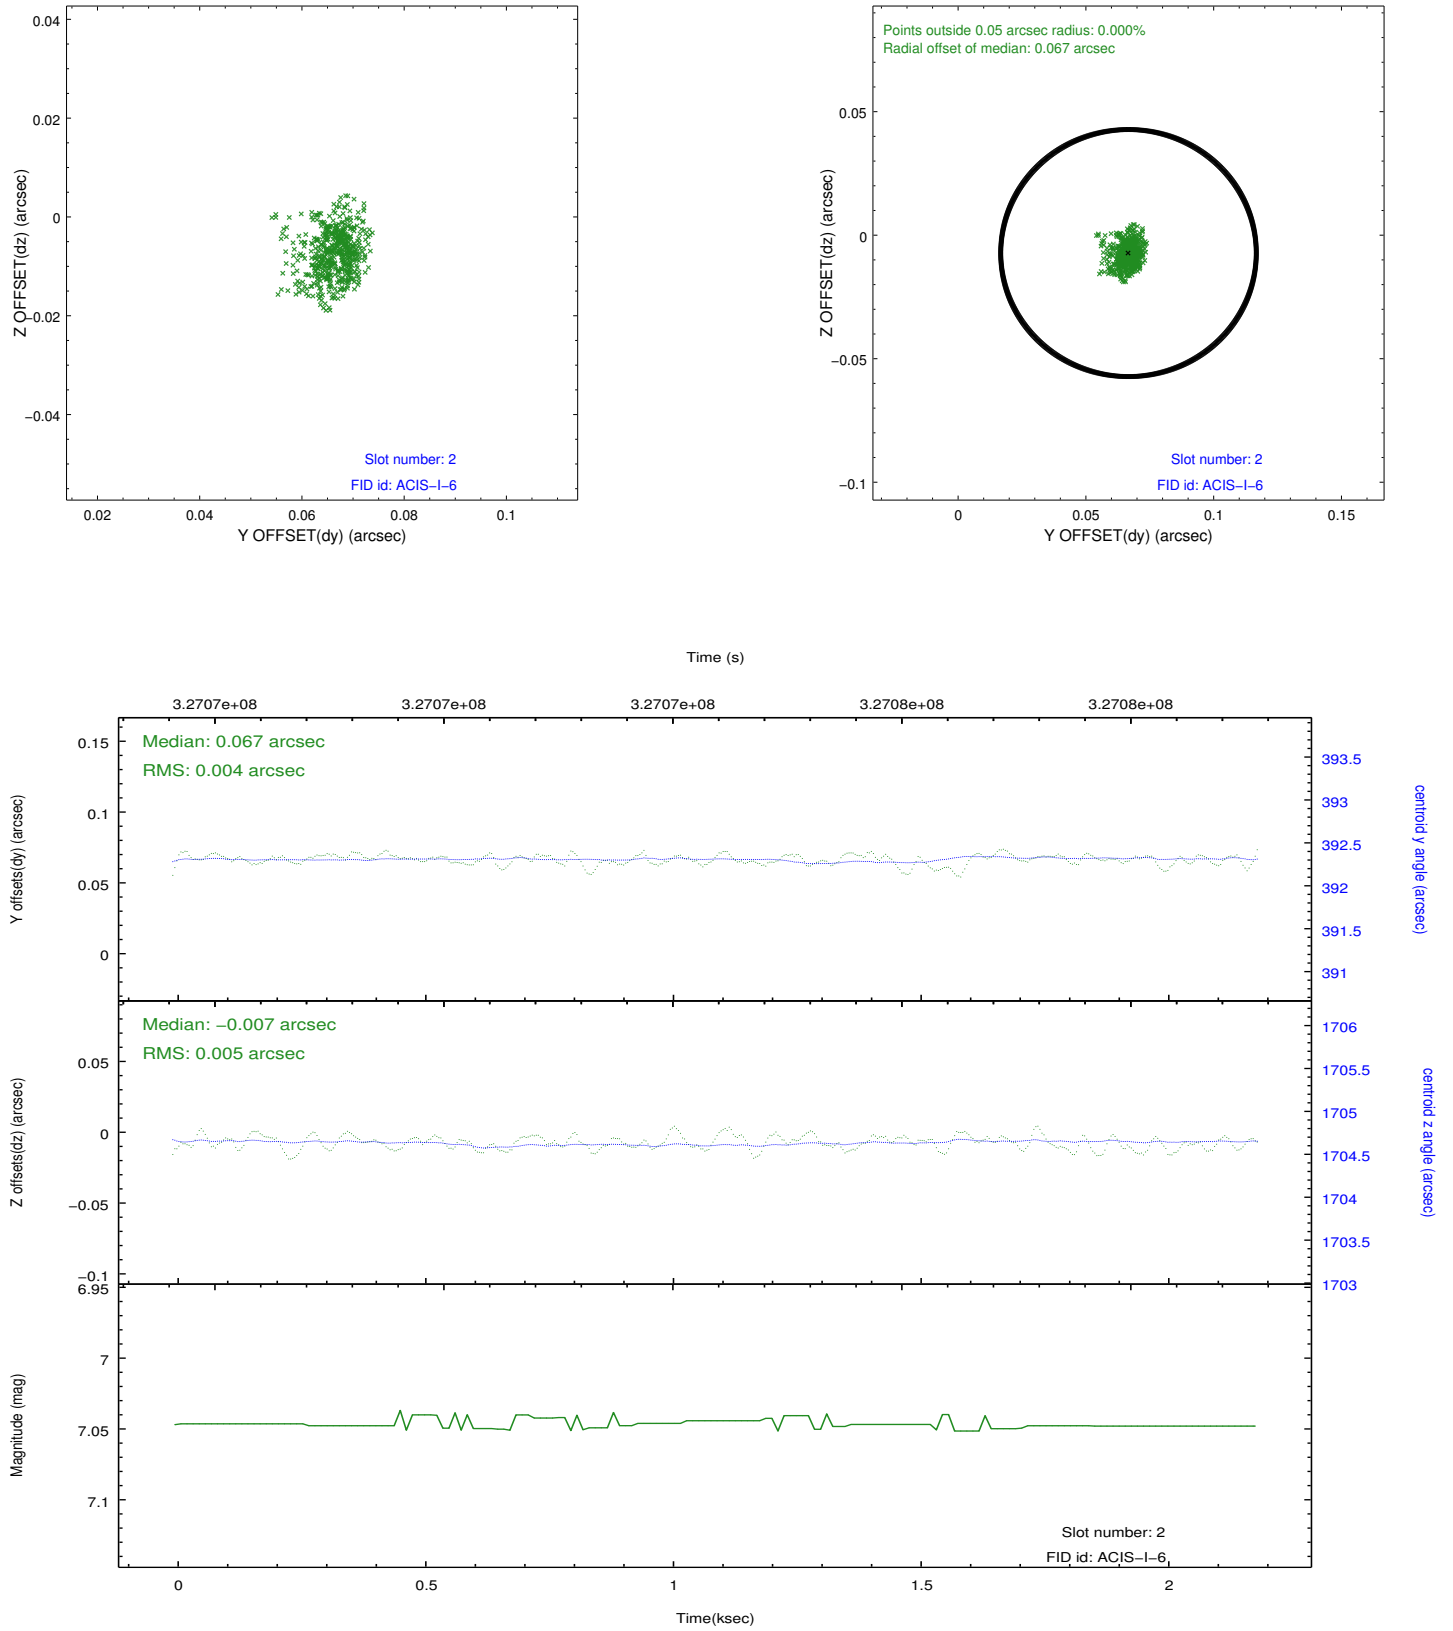 0.04
0.02
0
−0.02
−0.04
Z OFFSET(dz) (arcsec)
Slot number: 2
FID id: ACIS−I−6
0.02
0.04
0.06
0.08
0.1
Y OFFSET(dy) (arcsec)
Points outside 0.05 arcsec radius: 0.000%
Radial offset of median: 0.067 arcsec
0.05
0
−0.05
−0.1
Z OFFSET(dz) (arcsec)
Slot number: 2
FID id: ACIS−I−6
0
0.05
0.1
0.15
Y OFFSET(dy) (arcsec)
Time (s)
3.2707e+08
3.2707e+08
3.2707e+08
3.2708e+08
3.2708e+08
Median: 0.067 arcsec
RMS: 0.004 arcsec
0.15
0.1
0.05
0
Y offsets(dy) (arcsec)
393.5
393
392.5
392
391.5
391
centroid y angle (arcsec)
Median: −0.007 arcsec
RMS: 0.005 arcsec
0.05
0
−0.05
−0.1
Z offsets(dz) (arcsec)
1706
1705.5
1705
1704.5
1704
1703.5
1703
centroid z angle (arcsec)
6.95
7
7.05
7.1
Magnitude (mag)
Slot number: 2
FID id: ACIS−I−6
0
0.5
1
1.5
2
Time(ksec)